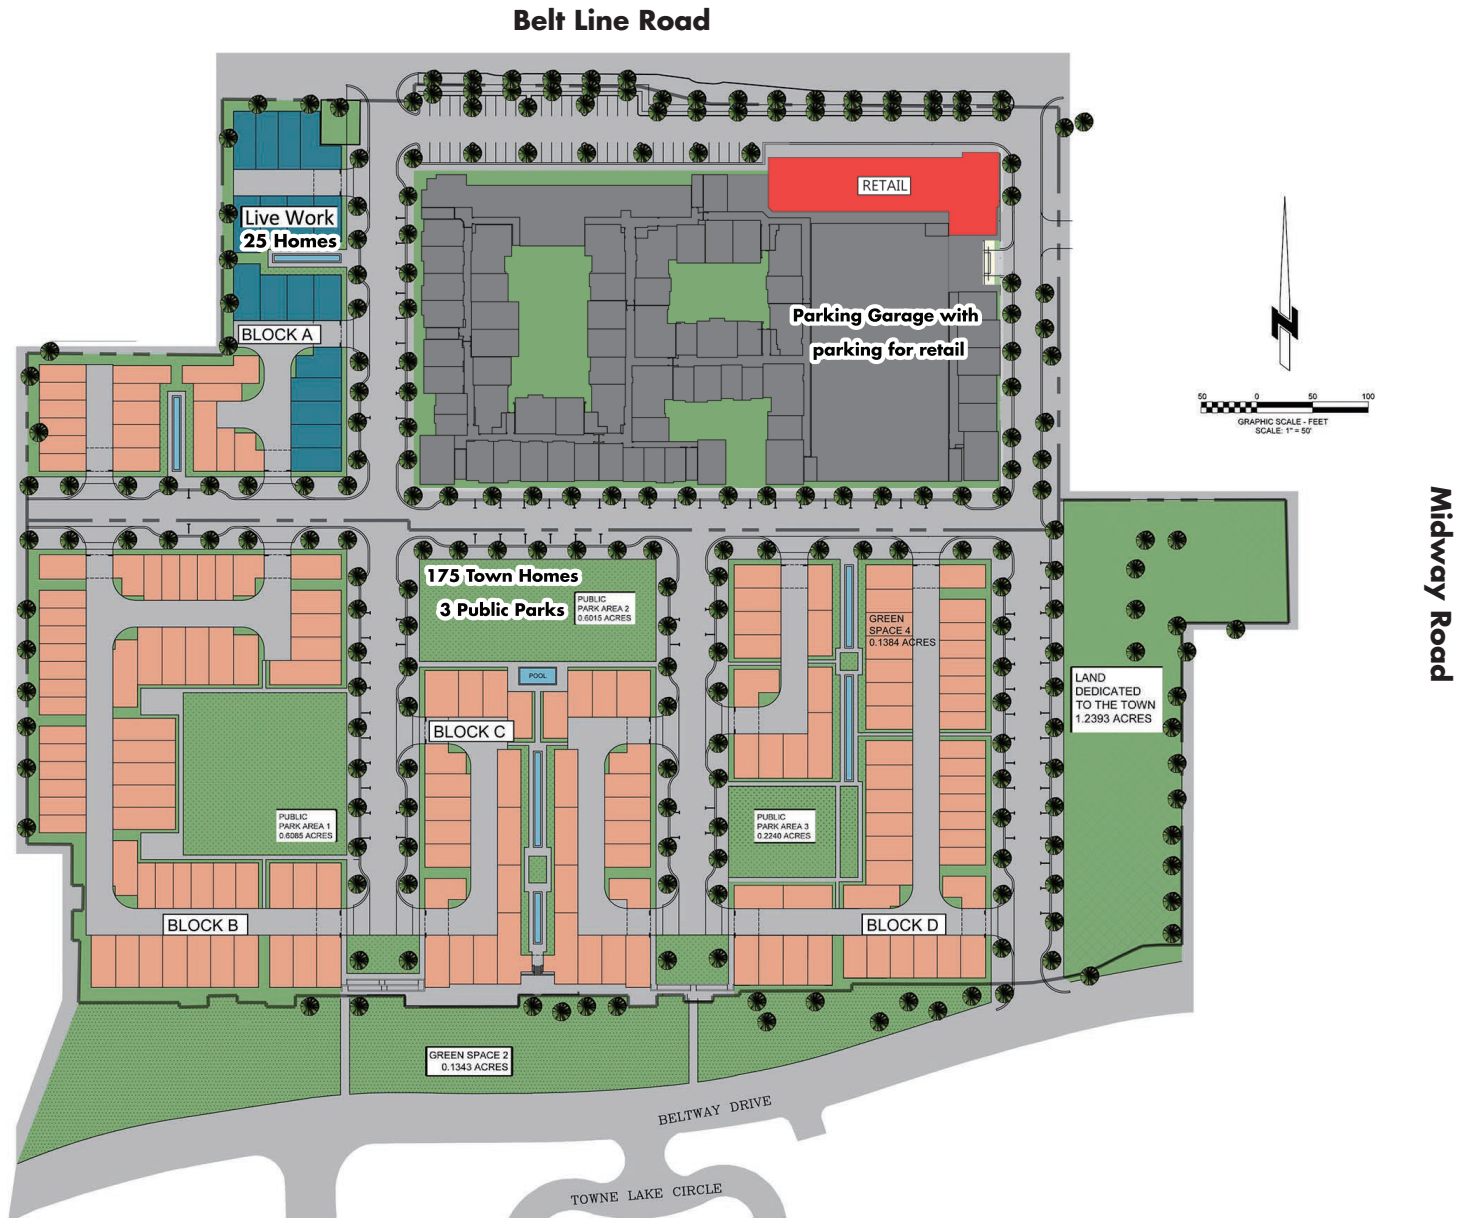 Belt Line Road
RETAIL
Live Work
25 Homes
BLOCK A
Parking Garage with
parking for retail
N
50 0 50 100
GRAPHIC SCALE - FEET
SCALE: 1" = 50'
Midway Road
175 Town Homes
3 Public Parks
PUBLIC
PARK AREA 2
0.6015 ACRES
GREEN
SPACE 4
0.1384 ACRES
POOL
LAND
DEDICATED
TO THE TOWN
1.2393 ACRES
BLOCK C
PUBLIC
PARK AREA 1
0.6085 ACRES
PUBLIC
PARK AREA 3
0.2240 ACRES
BLOCK B
BLOCK D
GREEN SPACE 2
0.1343 ACRES
BELTWAY DRIVE
TOWNE LAKE CIRCLE